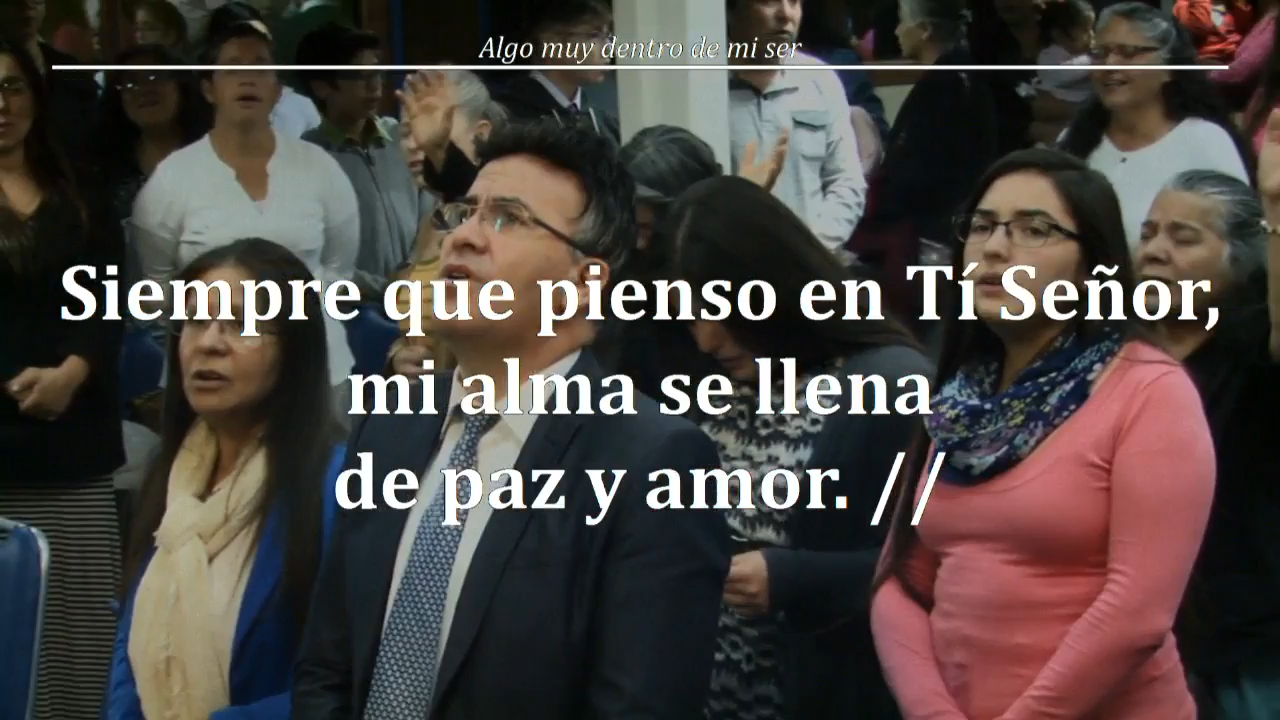 Algo muy dentro de mi ser
Siempre que pienso en Tí Señor,
mi alma se llena
de paz y amor. //